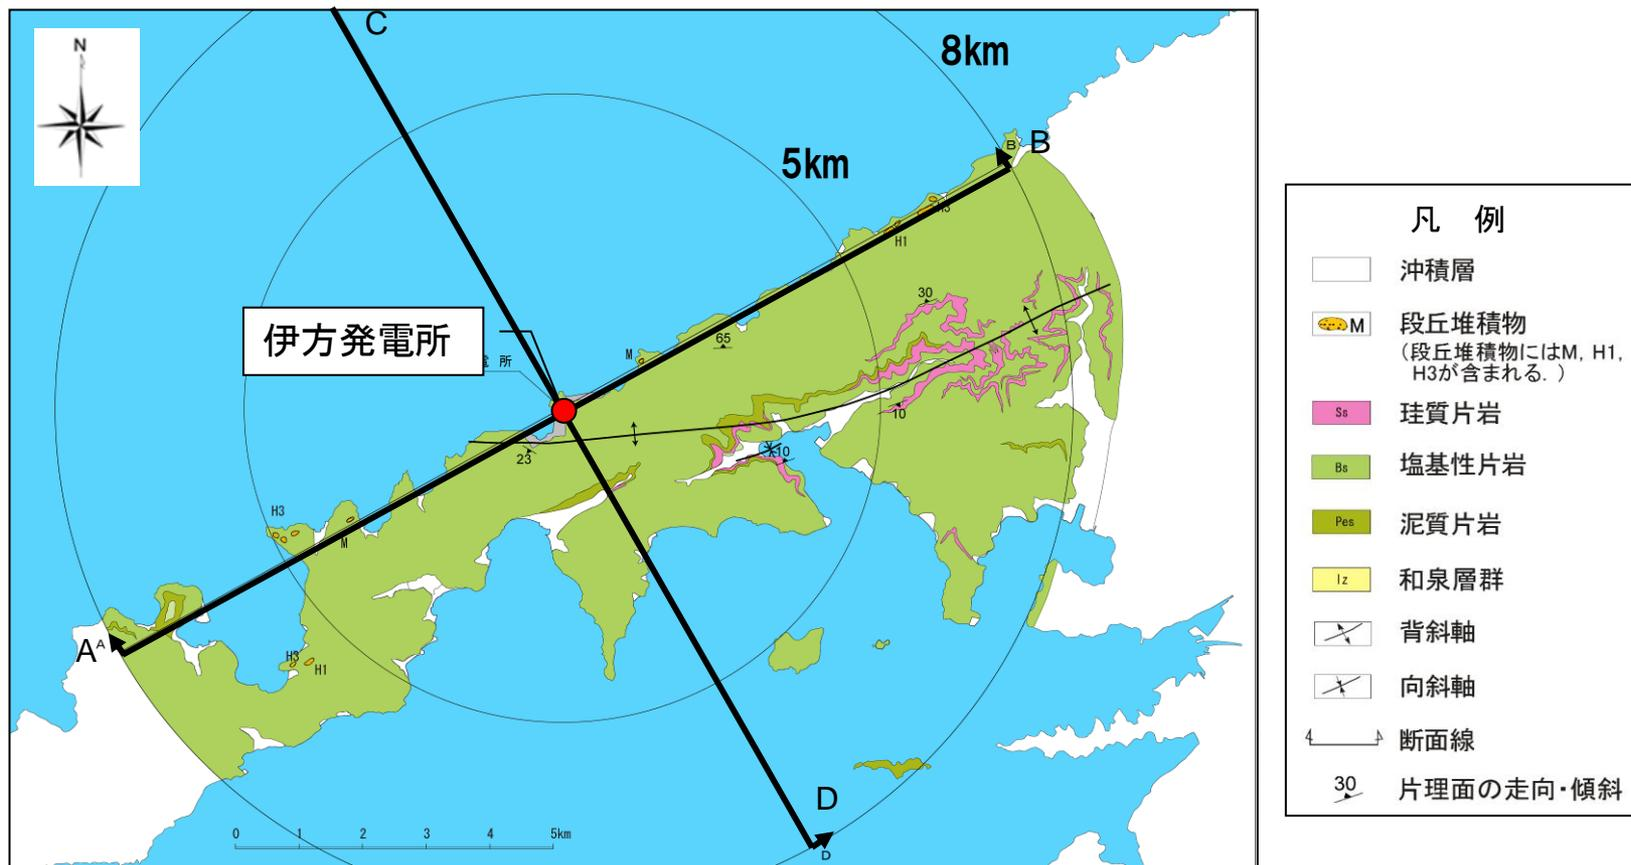 C
N
8km
B
B
5km
H3
H1
30
伊方発電所
所
M
65
10
23
10
H3
M
A
A
H3
H1
D
D
0 1 2 3 4 5km
凡 例
沖積層
M 段丘堆積物
(段丘堆積物にはM, H1,
H3が含まれる. )
Ss 珪質片岩
Bs 塩基性片岩
Pes 泥質片岩
Iz 和泉層群
背斜軸
向斜軸
断面線
30 片理面の走向・傾斜